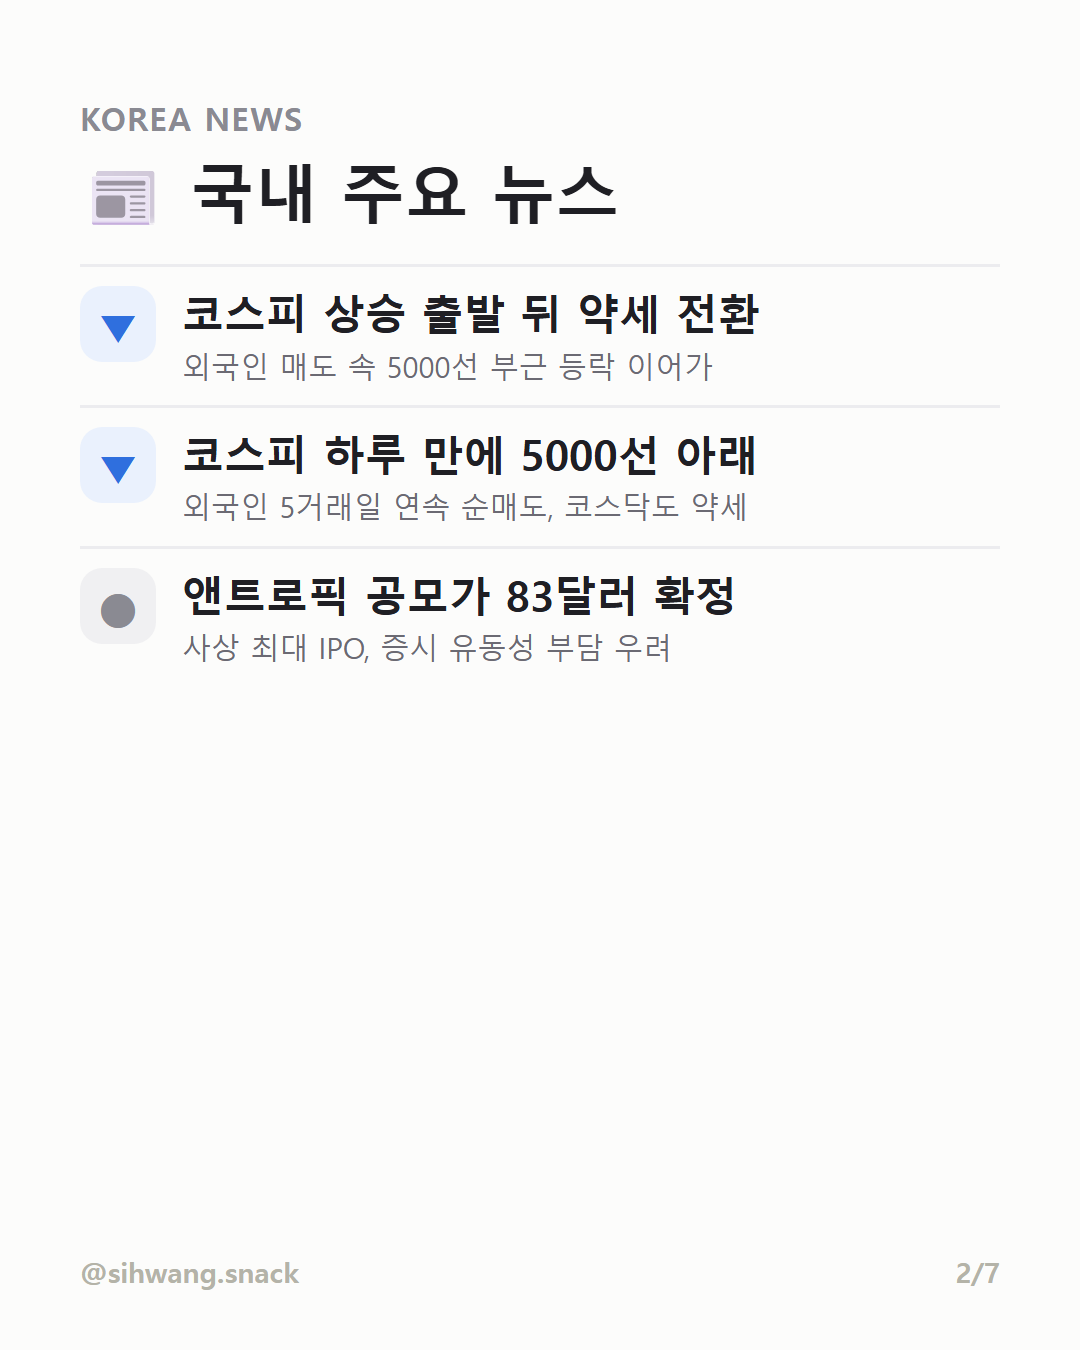 KOREA NEWS
국내 주요 뉴스
코스피 상승 출발 뒤 약세 전환
외국인 매도 속 5000선 부근 등락 이어가
코스피 하루 만에 5000선 아래
외국인 5거래일 연속 순매도, 코스닥도 약세
앤트로픽 공모가 83달러 확정
사상 최대 IPO, 증시 유동성 부담 우려
@sihwang.snack
2/7